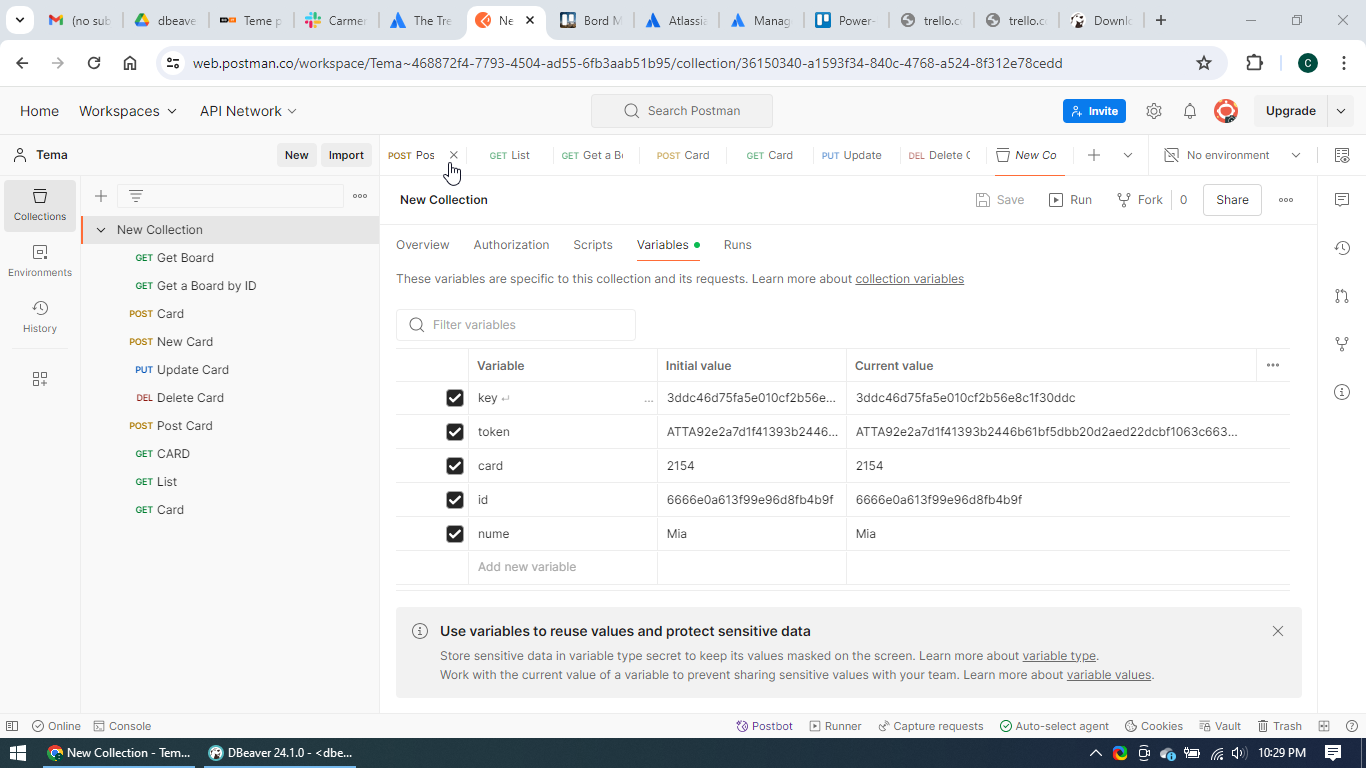 (no sub
dbeave
Teme p
Carmer
The Tre
Ne
Bord M
Atlassia
Manag
Power-
trello.c
trello.c
Downlo
web.postman.co/workspace/Tema~468872f4-7793-4504-ad55-6fb3aab51b95/collection/36150340-a1593f34-840c-4768-a524-8f312e78cedd
C
Home Workspaces API Network Search Postman Invite Upgrade
Tema New Import POST Pos GET List GET Get a Bo POST Card GET Card PUT Update DEL Delete C New Co No environment
New Collection Save Run Fork 0 Share
Collections
Environments
History
New Collection
GET Get Board
GET Get a Board by ID
POST Card
POST New Card
PUT Update Card
DEL Delete Card
POST Post Card
GET CARD
GET List
GET Card
Overview Authorization Scripts Variables Runs
These variables are specific to this collection and its requests. Learn more about collection variables
Filter variables
Variable Initial value Current value
key 3ddc46d75fa5e010cf2b56e... 3ddc46d75fa5e010cf2b56e8c1f30ddc
token ATTA92e2a7d1f41393b2446... ATTA92e2a7d1f41393b2446b61bf5dbb20d2aed22dcbf1063c663...
card 2154 2154
id 6666e0a613f99e96d8fb4b9f 6666e0a613f99e96d8fb4b9f
nume Mia Mia
Add new variable
Use variables to reuse values and protect sensitive data
Store sensitive data in variable type secret to keep its values masked on the screen. Learn more about variable type.
Work with the current value of a variable to prevent sharing sensitive values with your team. Learn more about variable values.
Online Console Postbot Runner Capture requests Auto-select agent Cookies Vault Trash
New Collection - Tem... DBeaver 24.1.0 - <dbe... 10:29 PM